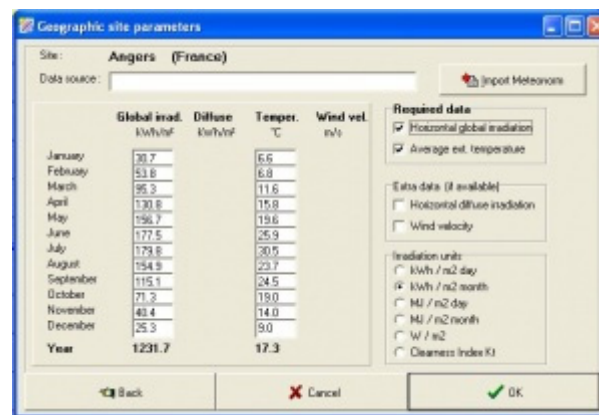 Geographic site parameters
Site : Angers (France)
Data source :
Import Meteonorm
Global irrad. Diffuse Temper. Wind vel.
kWh/m² kWh/m² °C m/s
January 30.7 6.6
February 53.8 6.8
March 95.3 11.6
April 130.8 15.8
May 156.7 19.6
June 177.5 25.9
July 179.8 30.5
August 154.9 23.7
September 115.1 24.5
October 71.3 19.0
November 40.4 14.0
December 25.3 9.0
Year 1231.7 17.3
Required data
Horizontal global irradiation
Average ext. temperature
Extra data (if available)
Horizontal diffuse irradiation
Wind velocity
Irradiation units
kWh / m2 day
kWh / m2 month
MJ / m2 day
MJ / m2 month
W / m2
Clearness Index Kt
Back
Cancel
OK